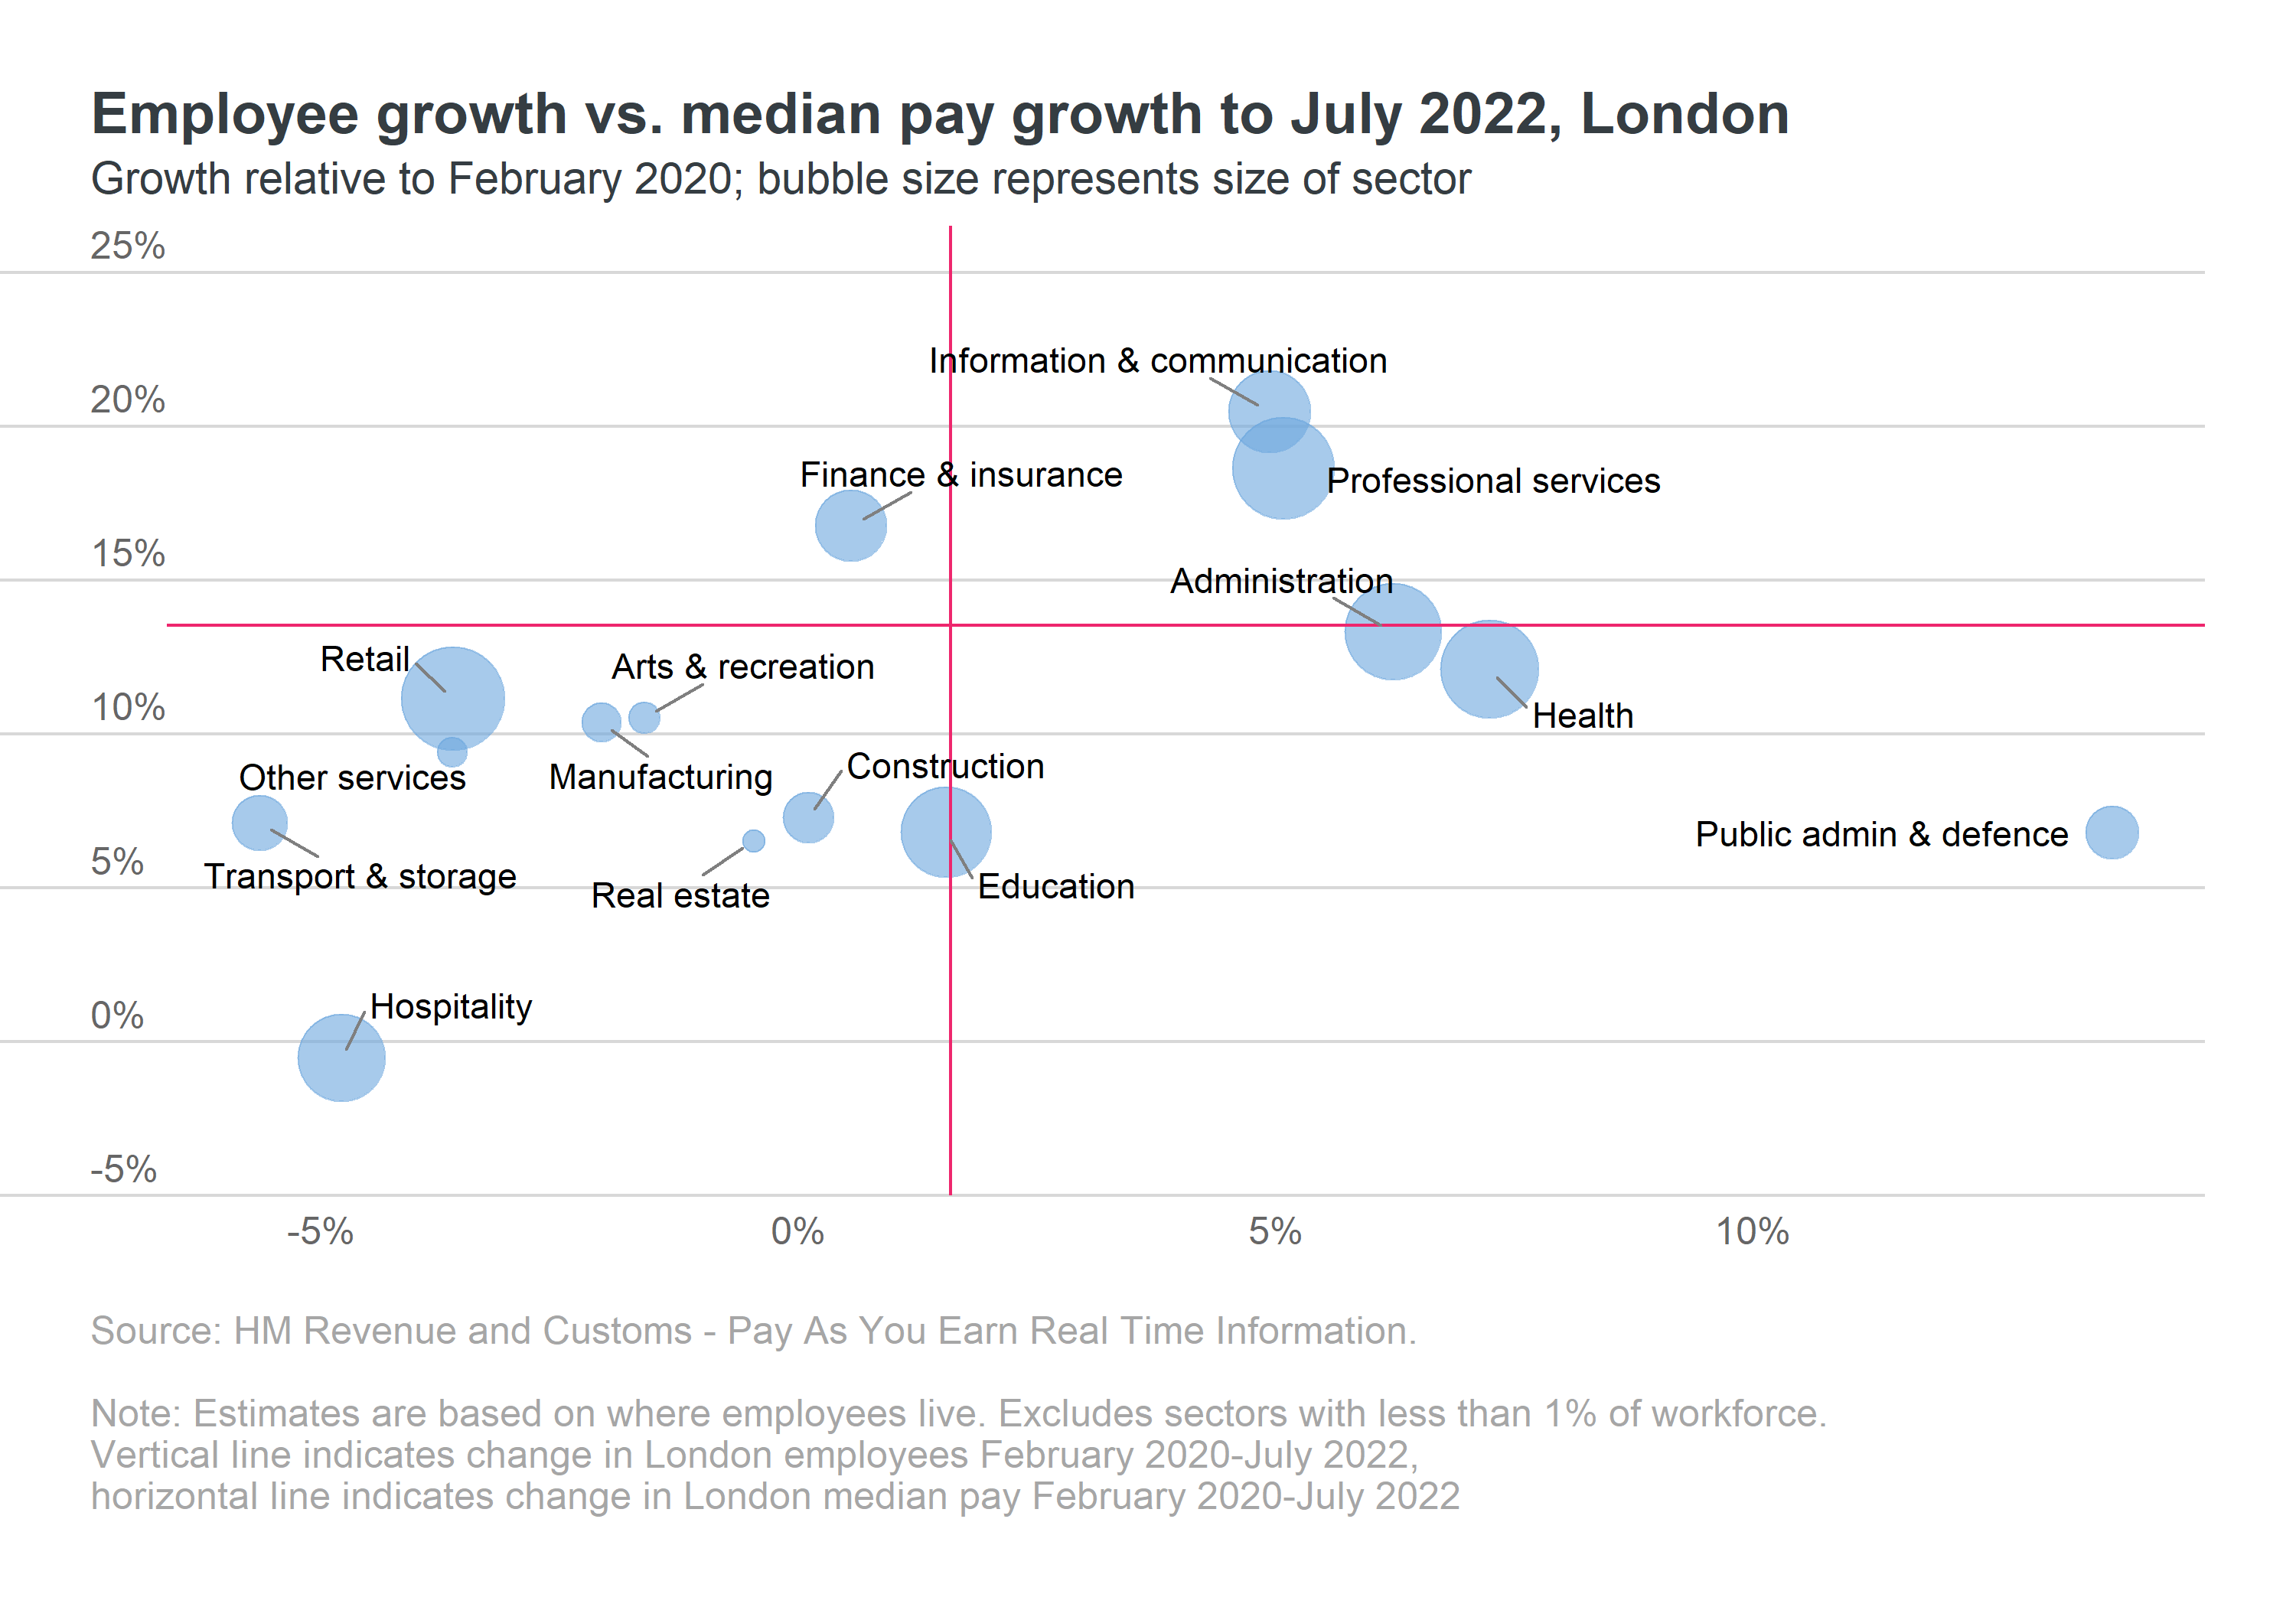 Employee growth vs. median pay growth to July 2022, London
Growth relative to February 2020; bubble size represents size of sector
25%
Information & communication
20%
Finance & insurance
Professional services
15%
Administration
Retail
Arts & recreation
10%
Health
Other services
Manufacturing
Construction
Public admin & defence
5%
Transport & storage
Real estate
Education
0%
Hospitality
-5%
-5%
0%
5%
10%
Source: HM Revenue and Customs - Pay As You Earn Real Time Information.
Note: Estimates are based on where employees live. Excludes sectors with less than 1% of workforce.
Vertical line indicates change in London employees February 2020-July 2022,
horizontal line indicates change in London median pay February 2020-July 2022